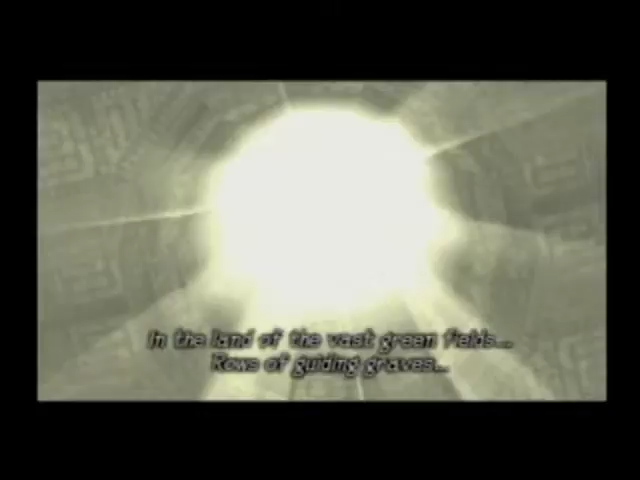 In the land of the vast green fields...
Rows of guiding graves...